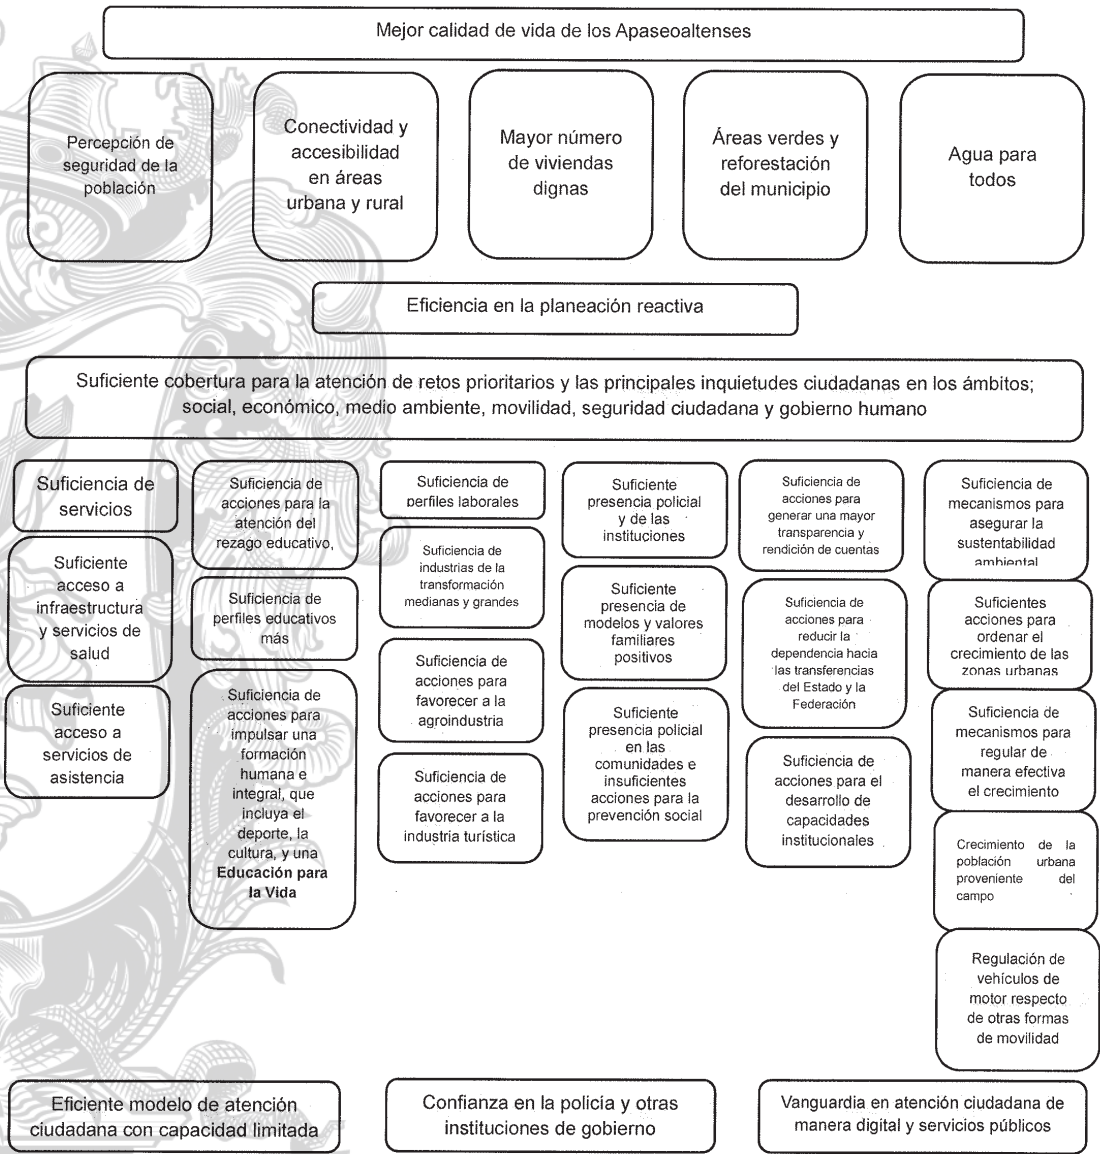 Mejor calidad de vida de los Apaseoaltenses
Percepción de
seguridad de la
población
Conectividad y
accesibilidad
en áreas
urbana y rural
Mayor número
de viviendas
dignas
Áreas verdes y
reforestación
del municipio
Agua para
todos
Eficiencia en la planeación reactiva
Suficiente cobertura para la atención de retos prioritarios y las principales inquietudes ciudadanas en los ámbitos;
social, económico, medio ambiente, movilidad, seguridad ciudadana y gobierno humano
Suficiencia de
servicios
Suficiente
acceso a
infraestructura
y servicios de
salud
Suficiente
acceso a
servicios de
asistencia
Suficiencia de
acciones para la
atención del
rezago educativo,
Suficiencia de
perfiles educativos
más
Suficiencia de
acciones para
impulsar una
formación
humana e
integral, que
incluya el
deporte, la
cultura, y una
Educación para
la Vida
Suficiencia de
perfiles laborales
Suficiencia de
industrias de la
transformación
medianas y grandes
Suficiencia de
acciones para
favorecer a la
agroindustria
Suficiencia de
acciones para
favorecer a la
industria turística
Suficiente
presencia policial
y de las
instituciones
Suficiente
presencia de
modelos y valores
familiares
positivos
Suficiente
presencia policial
en las
comunidades e
insuficientes
acciones para la
prevención social
Suficiencia de
acciones para
generar una mayor
transparencia y
rendición de cuentas
Suficiencia de
acciones para
reducir la
dependencia hacia
las transferencias
del Estado y la
Federación
Suficiencia de
acciones para el
desarrollo de
capacidades
institucionales
Suficiencia de
mecanismos para
asegurar la
sustentabilidad
ambiental
Suficientes
acciones para
ordenar el
crecimiento de las
zonas urbanas
Suficiencia de
mecanismos para
regular de
manera efectiva
el crecimiento
Crecimiento de la
población urbana
proveniente del
campo
Regulación de
vehículos de
motor respecto
de otras formas
de movilidad
Eficiente modelo de atención
ciudadana con capacidad limitada
Confianza en la policía y otras
instituciones de gobierno
Vanguardia en atención ciudadana de
manera digital y servicios públicos